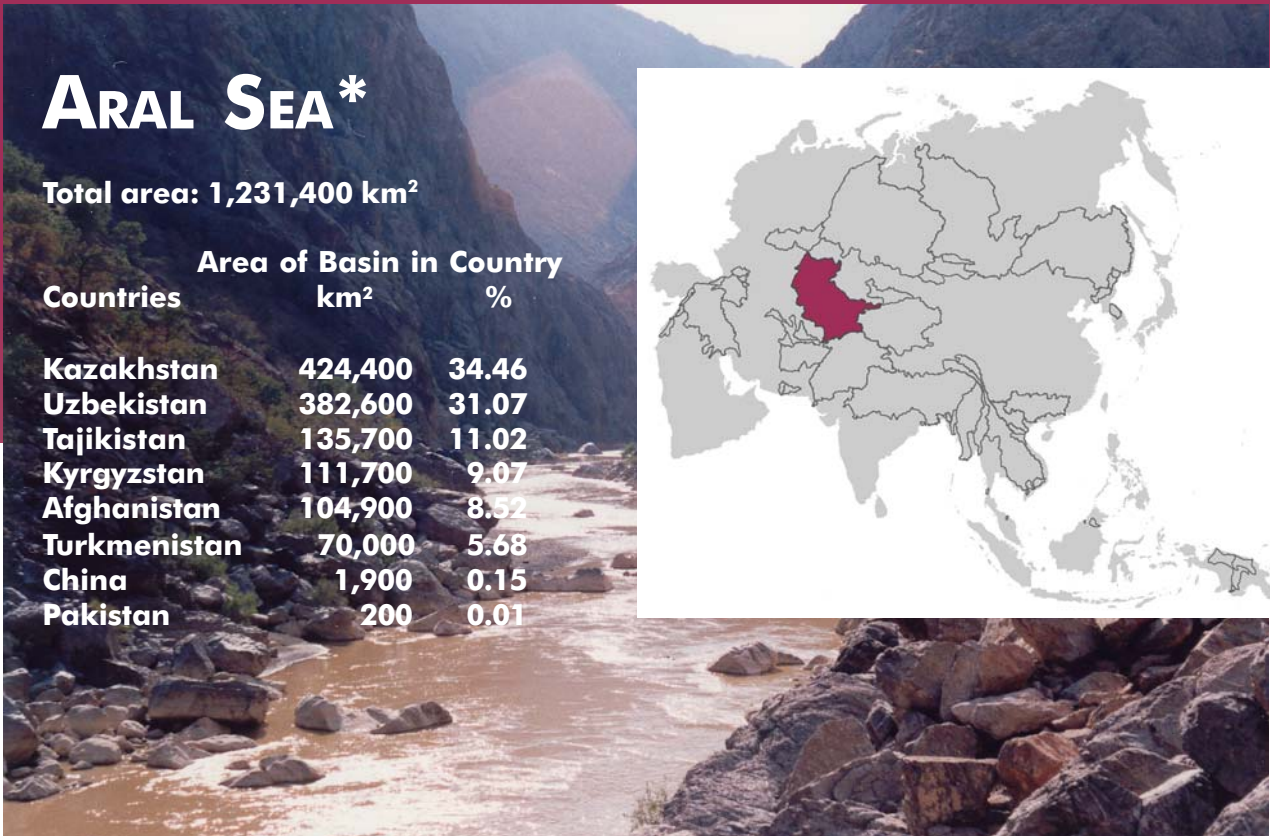 ARAL SEA*
Total area: 1,231,400 km²
Area of Basin in Country
Countries km² %
Kazakhstan 424,400 34.46
Uzbekistan 382,600 31.07
Tajikistan 135,700 11.02
Kyrgyzstan 111,700 9.07
Afghanistan 104,900 8.52
Turkmenistan 70,000 5.68
China 1,900 0.15
Pakistan 200 0.01